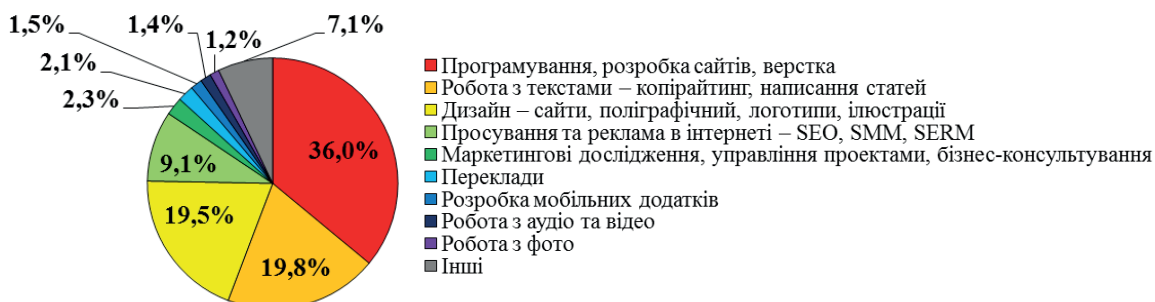 1,5%
1,4%
1,2%
7,1%
2,1%
2,3%
9,1%
36,0%
19,5%
19,8%
Програмування, розробка сайтів, верстка
Робота з текстами – копірайтинг, написання статей
Дизайн – сайти, поліграфічний, логотипи, ілюстрації
Просування та реклама в інтернеті – SEO, SMM, SERM
Маркетингові дослідження, управління проектами, бізнес-консультування
Переклади
Розробка мобільних додатків
Робота з аудіо та відео
Робота з фото
Інші